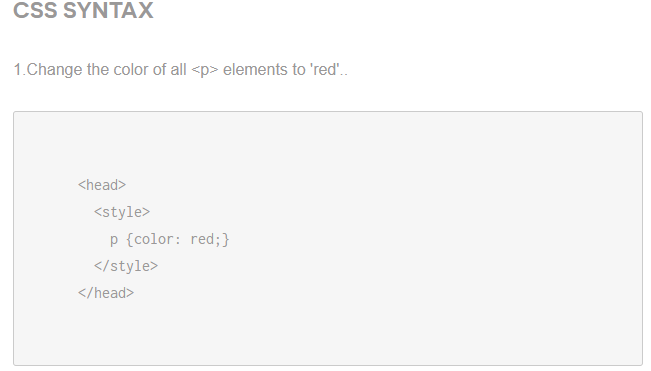 CSS SYNTAX
1.Change the color of all <p> elements to 'red'..
<head>
<style>
p {color: red;}
</style>
</head>